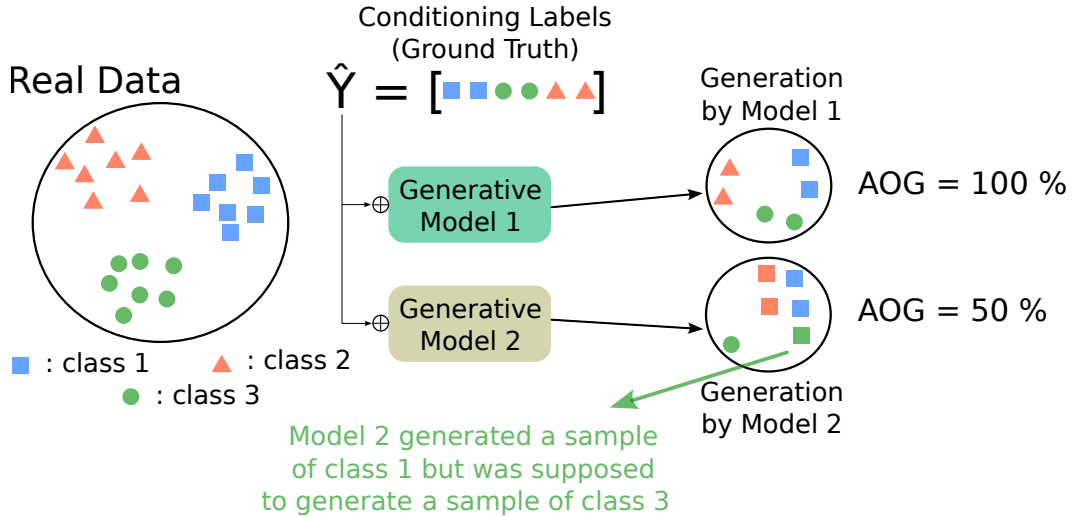 Conditioning Labels
(Ground Truth)
Real Data
Ŷ = [ ]
Generation
by Model 1
Generative
Model 1
AOG = 100 %
Generative
Model 2
AOG = 50 %
: class 1
: class 2
: class 3
Generation
by Model 2
Model 2 generated a sample
of class 1 but was supposed
to generate a sample of class 3